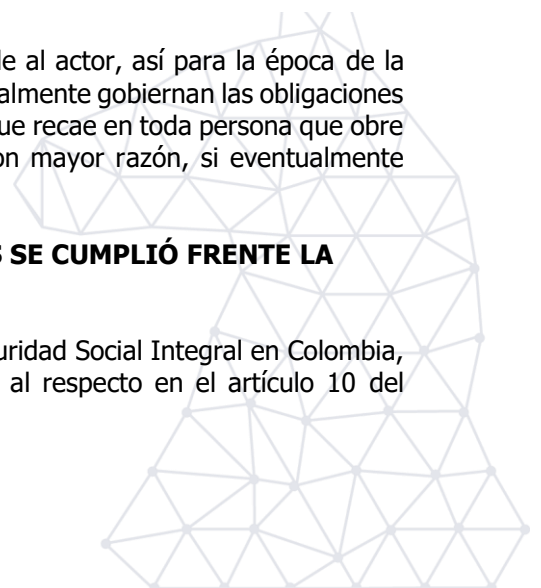 le al actor, así para la época de la
almente gobiernan las obligaciones
ue recae en toda persona que obre
on mayor razón, si eventualmente
S SE CUMPLIÓ FRENTE LA
uridad Social Integral en Colombia,
al respecto en el artículo 10 del